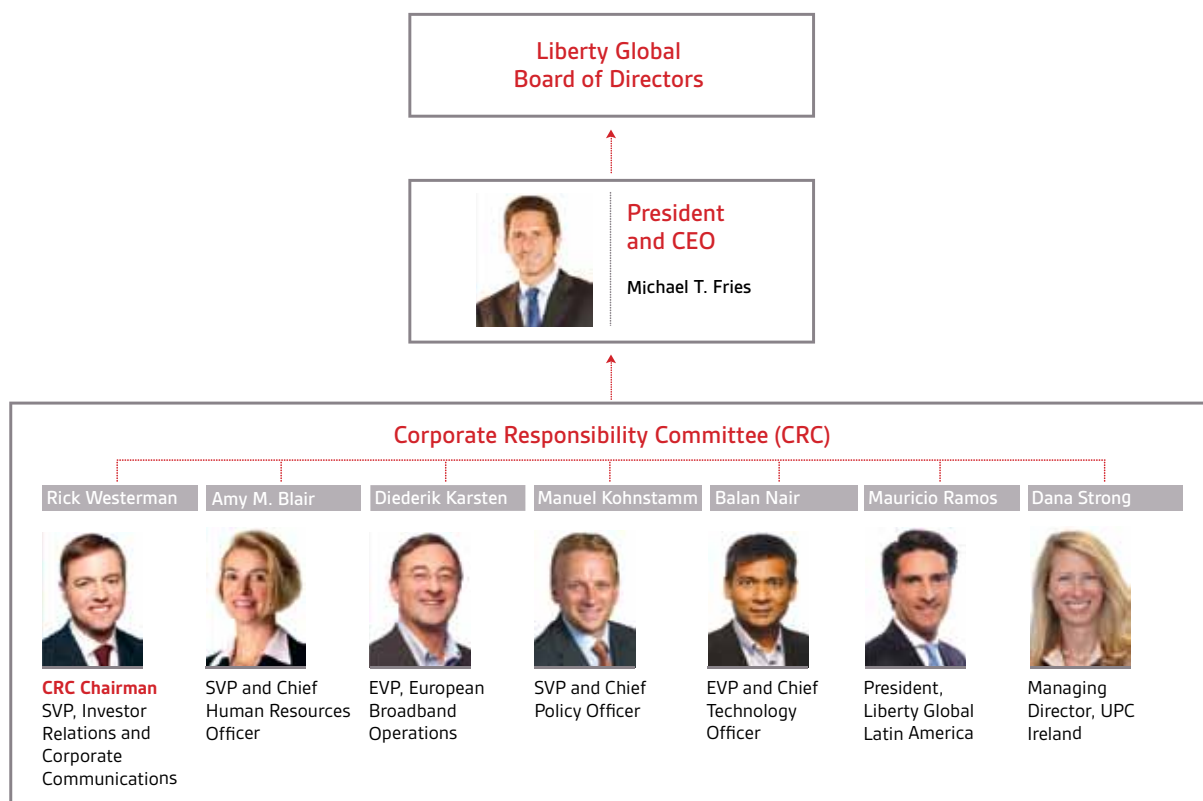 Liberty Global
Board of Directors
President
and CEO
Michael T. Fries
Corporate Responsibility Committee (CRC)
Rick Westerman
Amy M. Blair
Diederik Karsten
Manuel Kohnstamm
Balan Nair
Mauricio Ramos
Dana Strong
CRC Chairman
SVP, Investor
Relations and
Corporate
Communications
SVP and Chief
Human Resources
Officer
EVP, European
Broadband
Operations
SVP and Chief
Policy Officer
EVP and Chief
Technology
Officer
President,
Liberty Global
Latin America
Managing
Director, UPC
Ireland